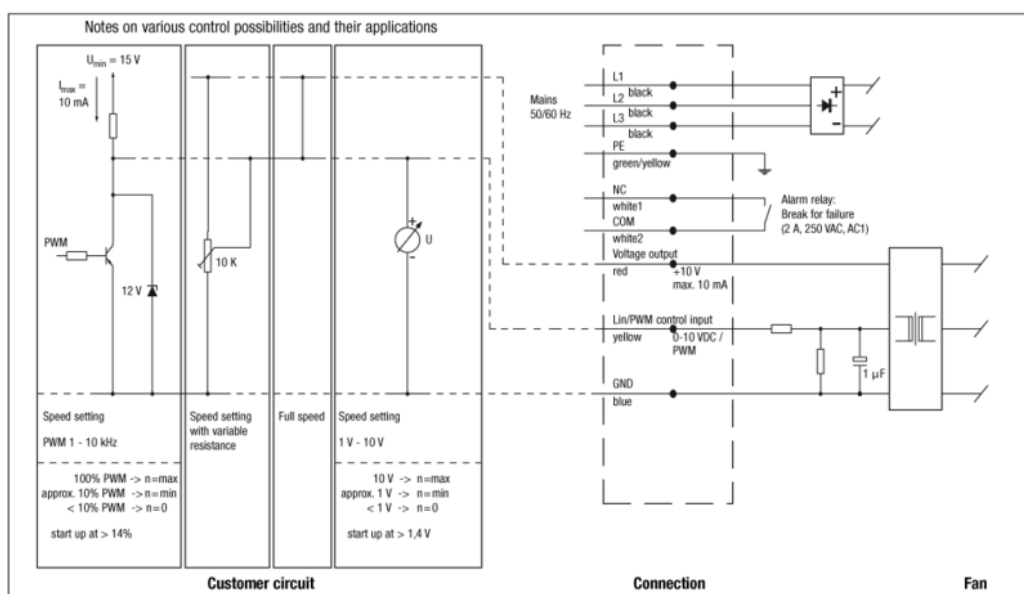 Notes on various control possibilities and their applications
Umin = 15 V
Imax =
10 mA
PWM
12 V
10 K
+
U
-
Speed setting
PWM 1 - 10 kHz
100% PWM -> n=max
approx. 10% PWM -> n=min
< 10% PWM -> n=0
start up at > 14%
Speed setting
with variable
resistance
Full speed
Speed setting
1 V - 10 V
10 V -> n=max
approx. 1 V -> n=min
< 1 V -> n=0
start up at > 1,4 V
Customer circuit
Mains
50/60 Hz
L1
black
L2
black
L3
black
PE
green/yellow
NC
white1
COM
white2
Voltage output
red
+10 V
max. 10 mA
Lin/PWM control input
yellow
0-10 VDC /
PWM
GND
blue
Connection
+
-
Alarm relay:
Break for failure
(2 A, 250 VAC, AC1)
1 µF
Fan